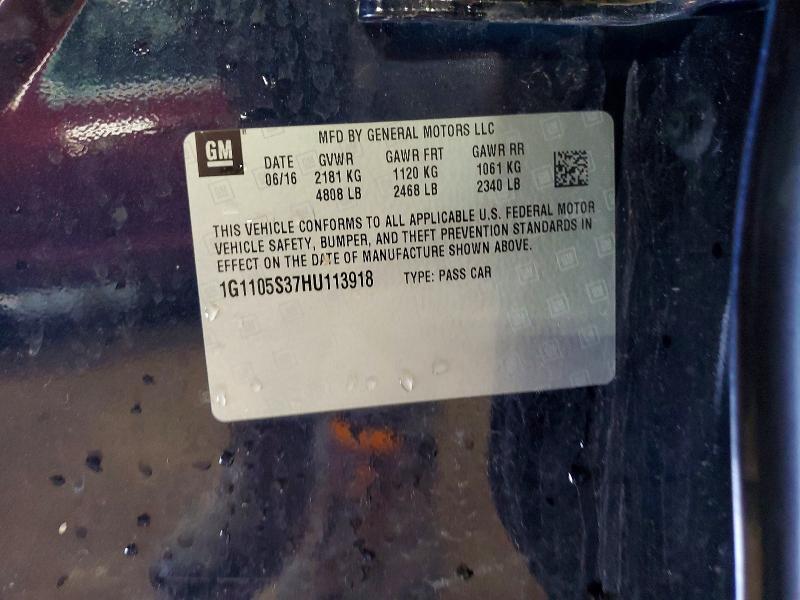 GM
MFD BY GENERAL MOTORS LLC
DATE GVWR GAWR FRT GAWR RR
06/16 2181 KG 1120 KG 1061 KG
4808 LB 2468 LB 2340 LB
THIS VEHICLE CONFORMS TO ALL APPLICABLE U.S. FEDERAL MOTOR
VEHICLE SAFETY, BUMPER, AND THEFT PREVENTION STANDARDS IN
EFFECT ON THE DATE OF MANUFACTURE SHOWN ABOVE.
1G1105S37HU113918 TYPE: PASS CAR